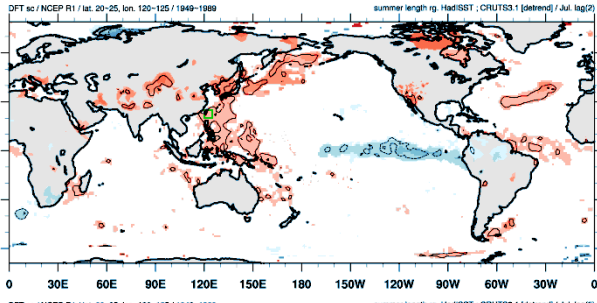 DFT sc / NCEP R1 / lat. 20-25, lon. 120-125 / 1949-1989 summer length rg. HadISST ; CRUTS3.1 [detrend] / Jul. lag(2)
0 30E 60E 90E 120E 150E 180 150W 120W 90W 60W 30W 0